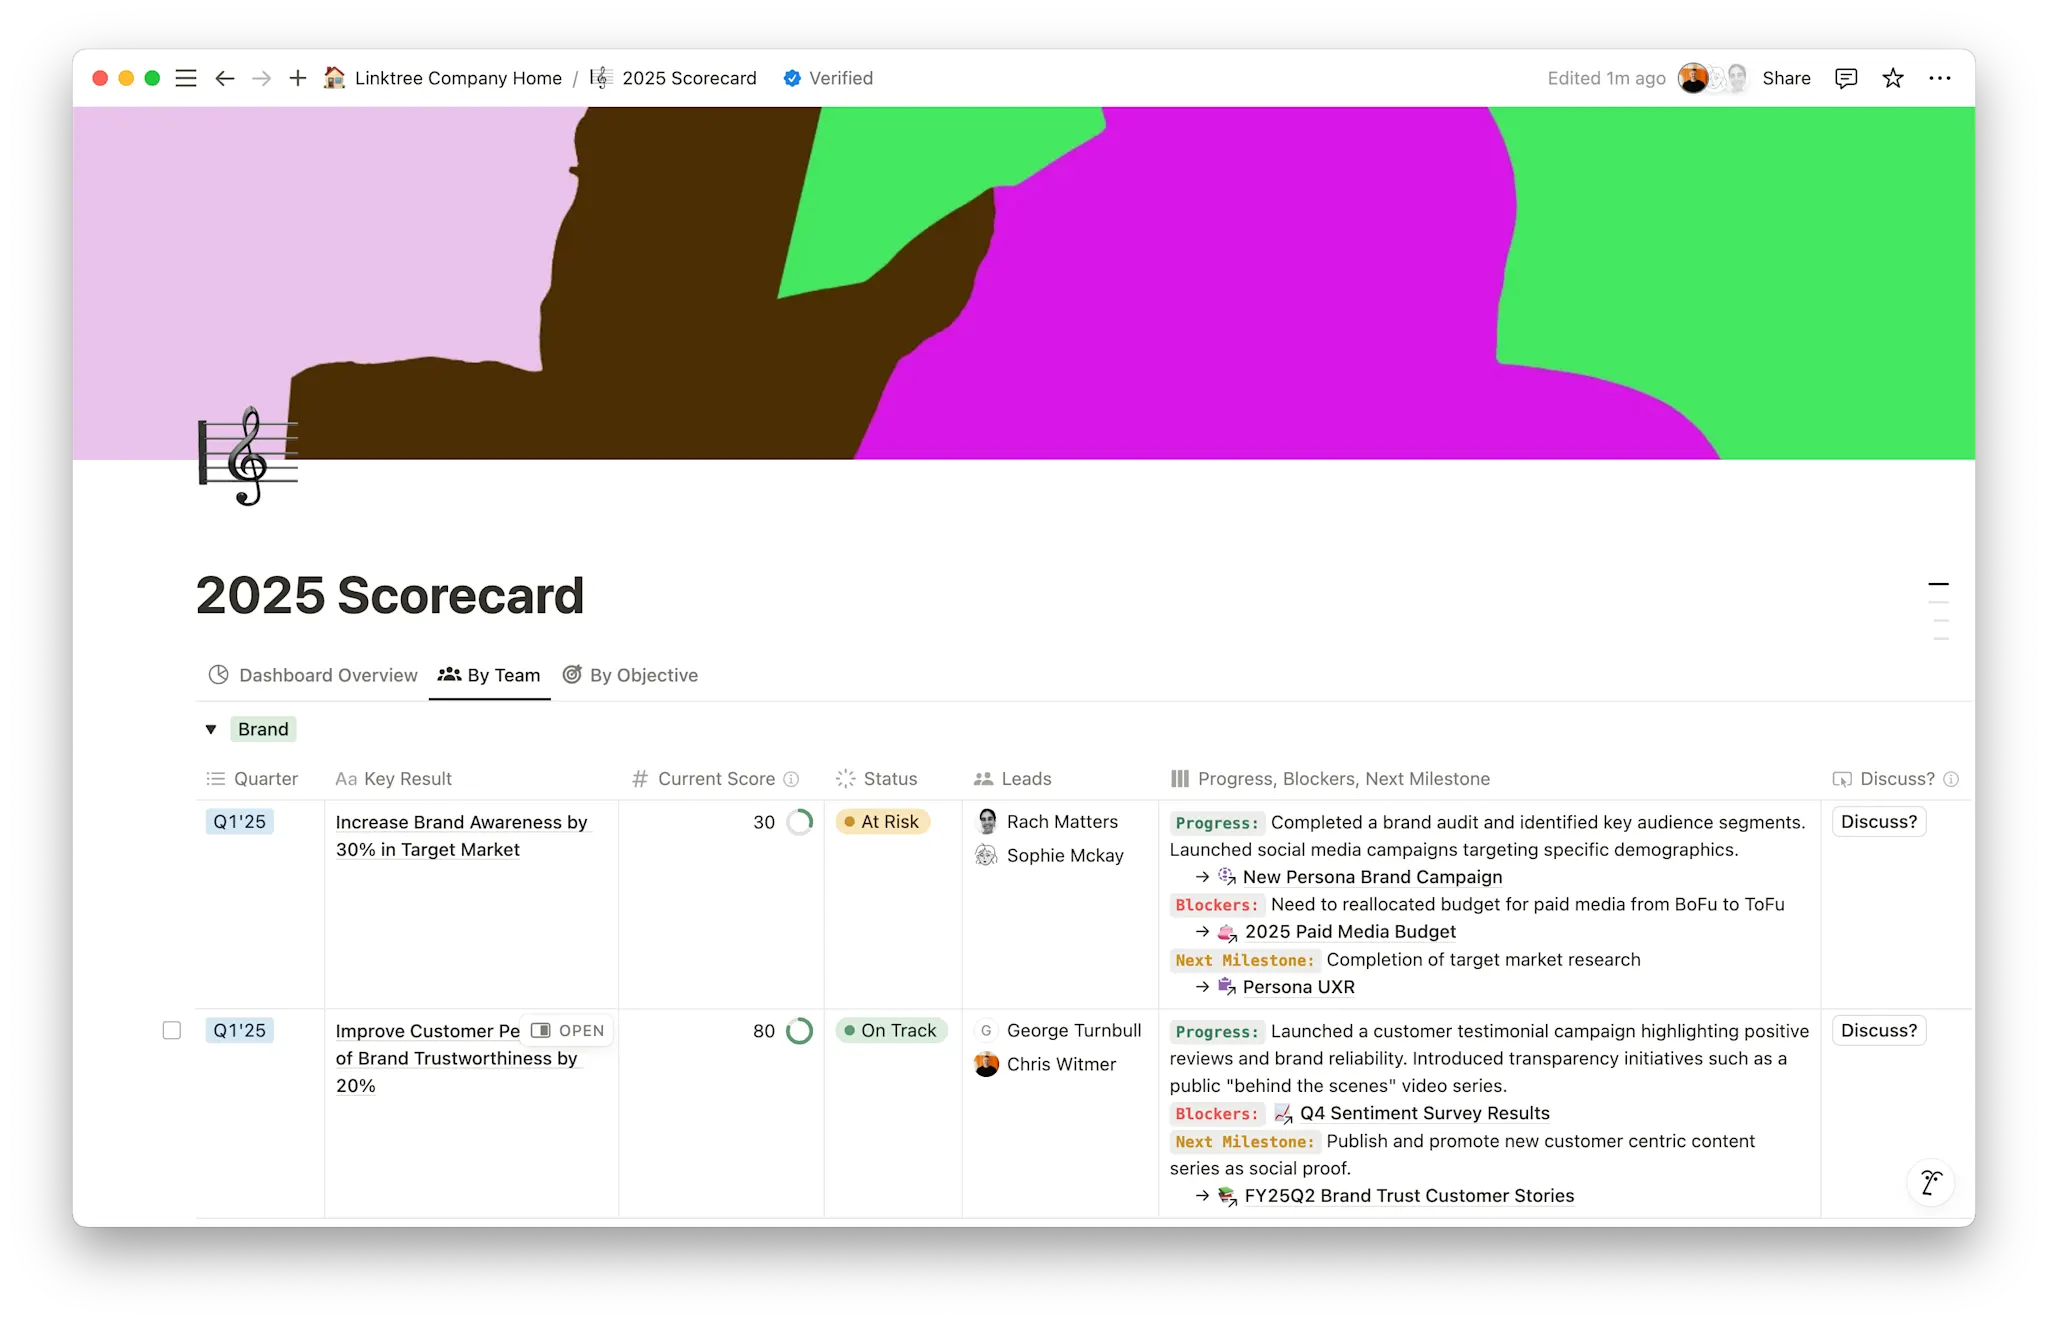 Linktree Company Home / 2025 Scorecard Verified Edited 1m ago Share
2025 Scorecard
Dashboard Overview By Team By Objective
Brand
Quarter Aa Key Result # Current Score Status Leads Progress, Blockers, Next Milestone Discuss?
Q1'25
Increase Brand Awareness by
30% in Target Market
30
At Risk
Rach Matters
Sophie Mckay
Progress: Completed a brand audit and identified key audience segments.
Launched social media campaigns targeting specific demographics.
→ New Persona Brand Campaign
Blockers: Need to reallocated budget for paid media from BoFu to ToFu
→ 2025 Paid Media Budget
Next Milestone: Completion of target market research
→ Persona UXR
Discuss?
Q1'25
Improve Customer Pe OPEN
of Brand Trustworthiness by
20%
80
On Track
G George Turnbull
Chris Witmer
Progress: Launched a customer testimonial campaign highlighting positive
reviews and brand reliability. Introduced transparency initiatives such as a
public "behind the scenes" video series.
Blockers: Q4 Sentiment Survey Results
Next Milestone: Publish and promote new customer centric content
series as social proof.
→ FY25Q2 Brand Trust Customer Stories
Discuss?